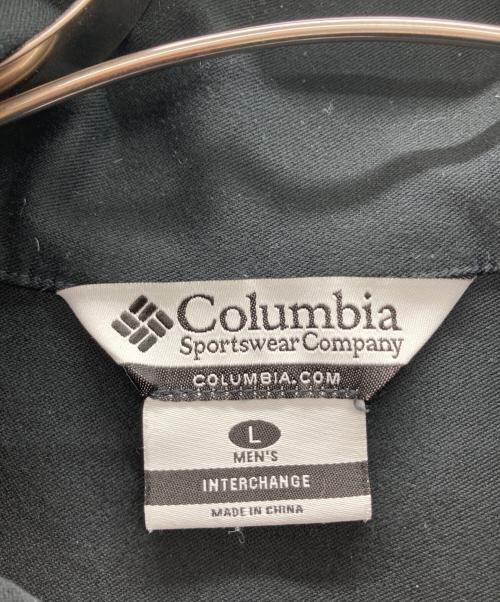 Columbia
Sportswear Company
COLUMBIA.COM
L
MEN'S
INTERCHANGE
MADE IN CHINA